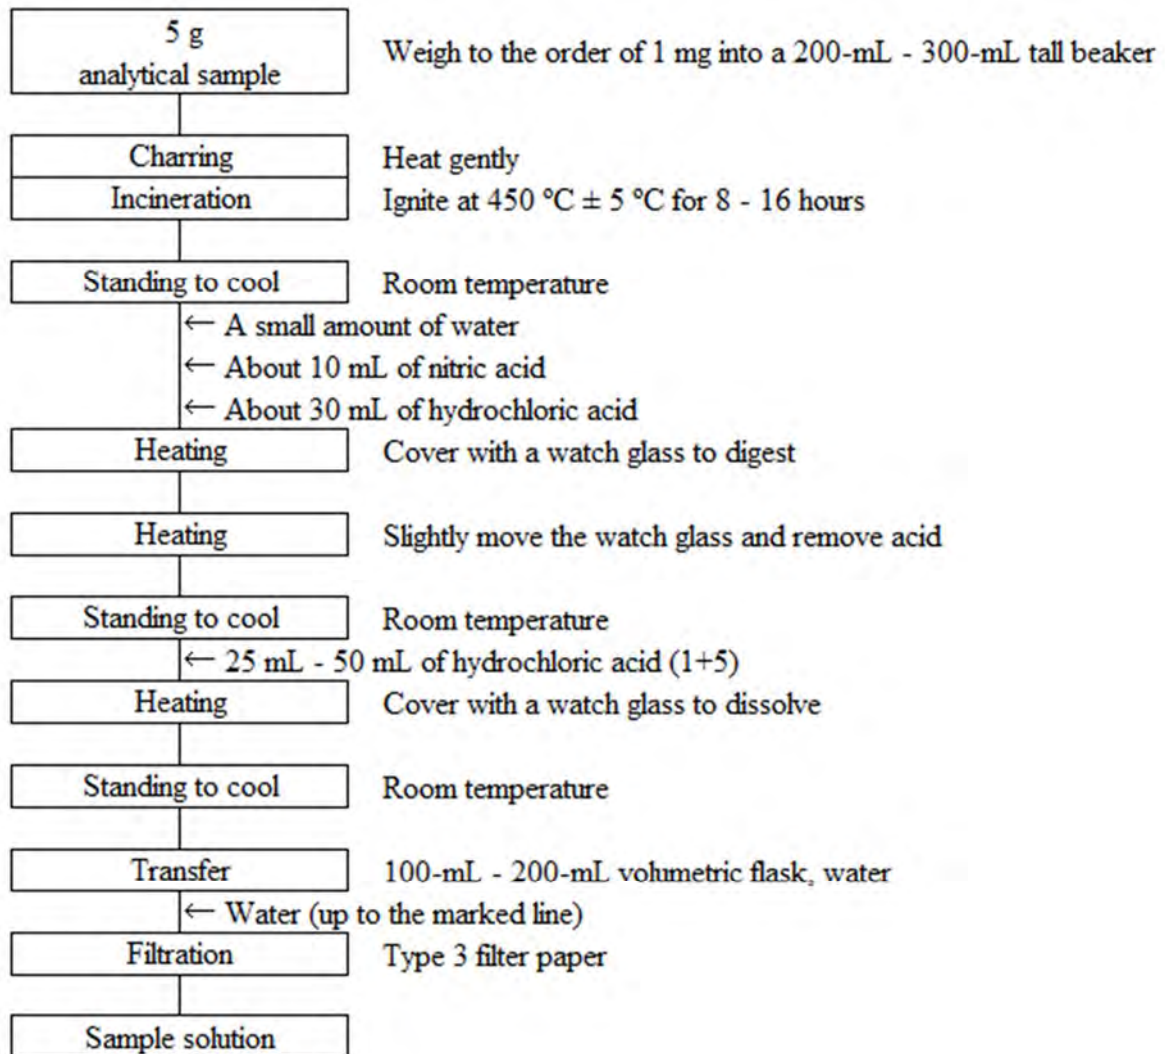 5 g
analytical sample
Weigh to the order of 1 mg into a 200-mL - 300-mL tall beaker
Charring
Heat gently
Incineration
Ignite at 450 °C ± 5 °C for 8 - 16 hours
Standing to cool
Room temperature
← A small amount of water
← About 10 mL of nitric acid
← About 30 mL of hydrochloric acid
Heating
Cover with a watch glass to digest
Heating
Slightly move the watch glass and remove acid
Standing to cool
Room temperature
← 25 mL - 50 mL of hydrochloric acid (1+5)
Heating
Cover with a watch glass to dissolve
Standing to cool
Room temperature
Transfer
100-mL - 200-mL volumetric flask, water
← Water (up to the marked line)
Filtration
Type 3 filter paper
Sample solution